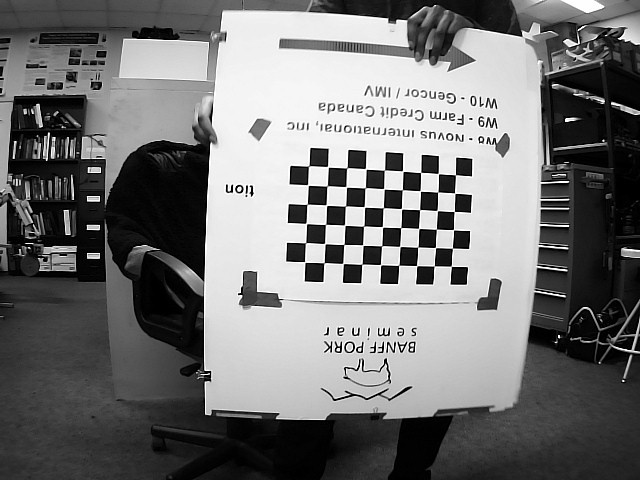 BANFF PORK
seminar
tion
W8 - Novus International, Inc
W9 - Farm Credit Canada
W10 - Gencor / IMV